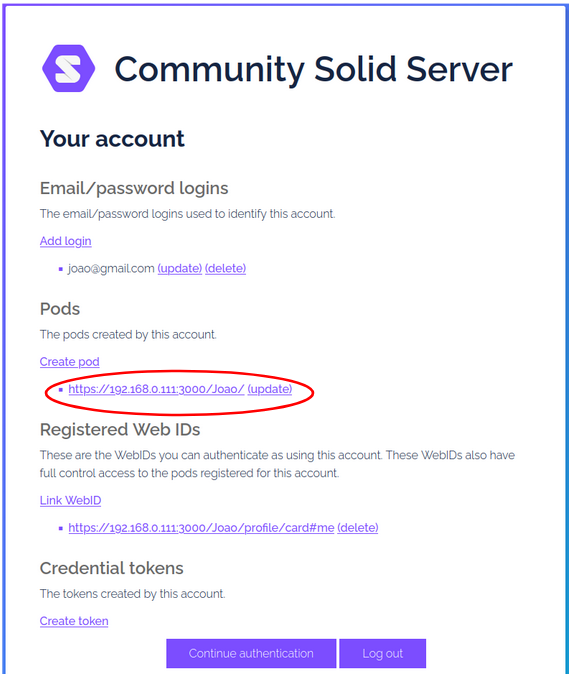 Community Solid Server
Your account
Email/password logins
The email/password logins used to identify this account.
Add login
joao@gmail.com (update) (delete)
Pods
The pods created by this account.
Create pod
https://192.168.0.111:3000/Joao/ (update)
Registered Web IDs
These are the WebIDs you can authenticate as using this account. These WebIDs also have
full control access to the pods registered for this account.
Link WebID
https://192.168.0.111:3000/Joao/profile/card#me (delete)
Credential tokens
The tokens created by this account.
Create token
Continue authentication Log out